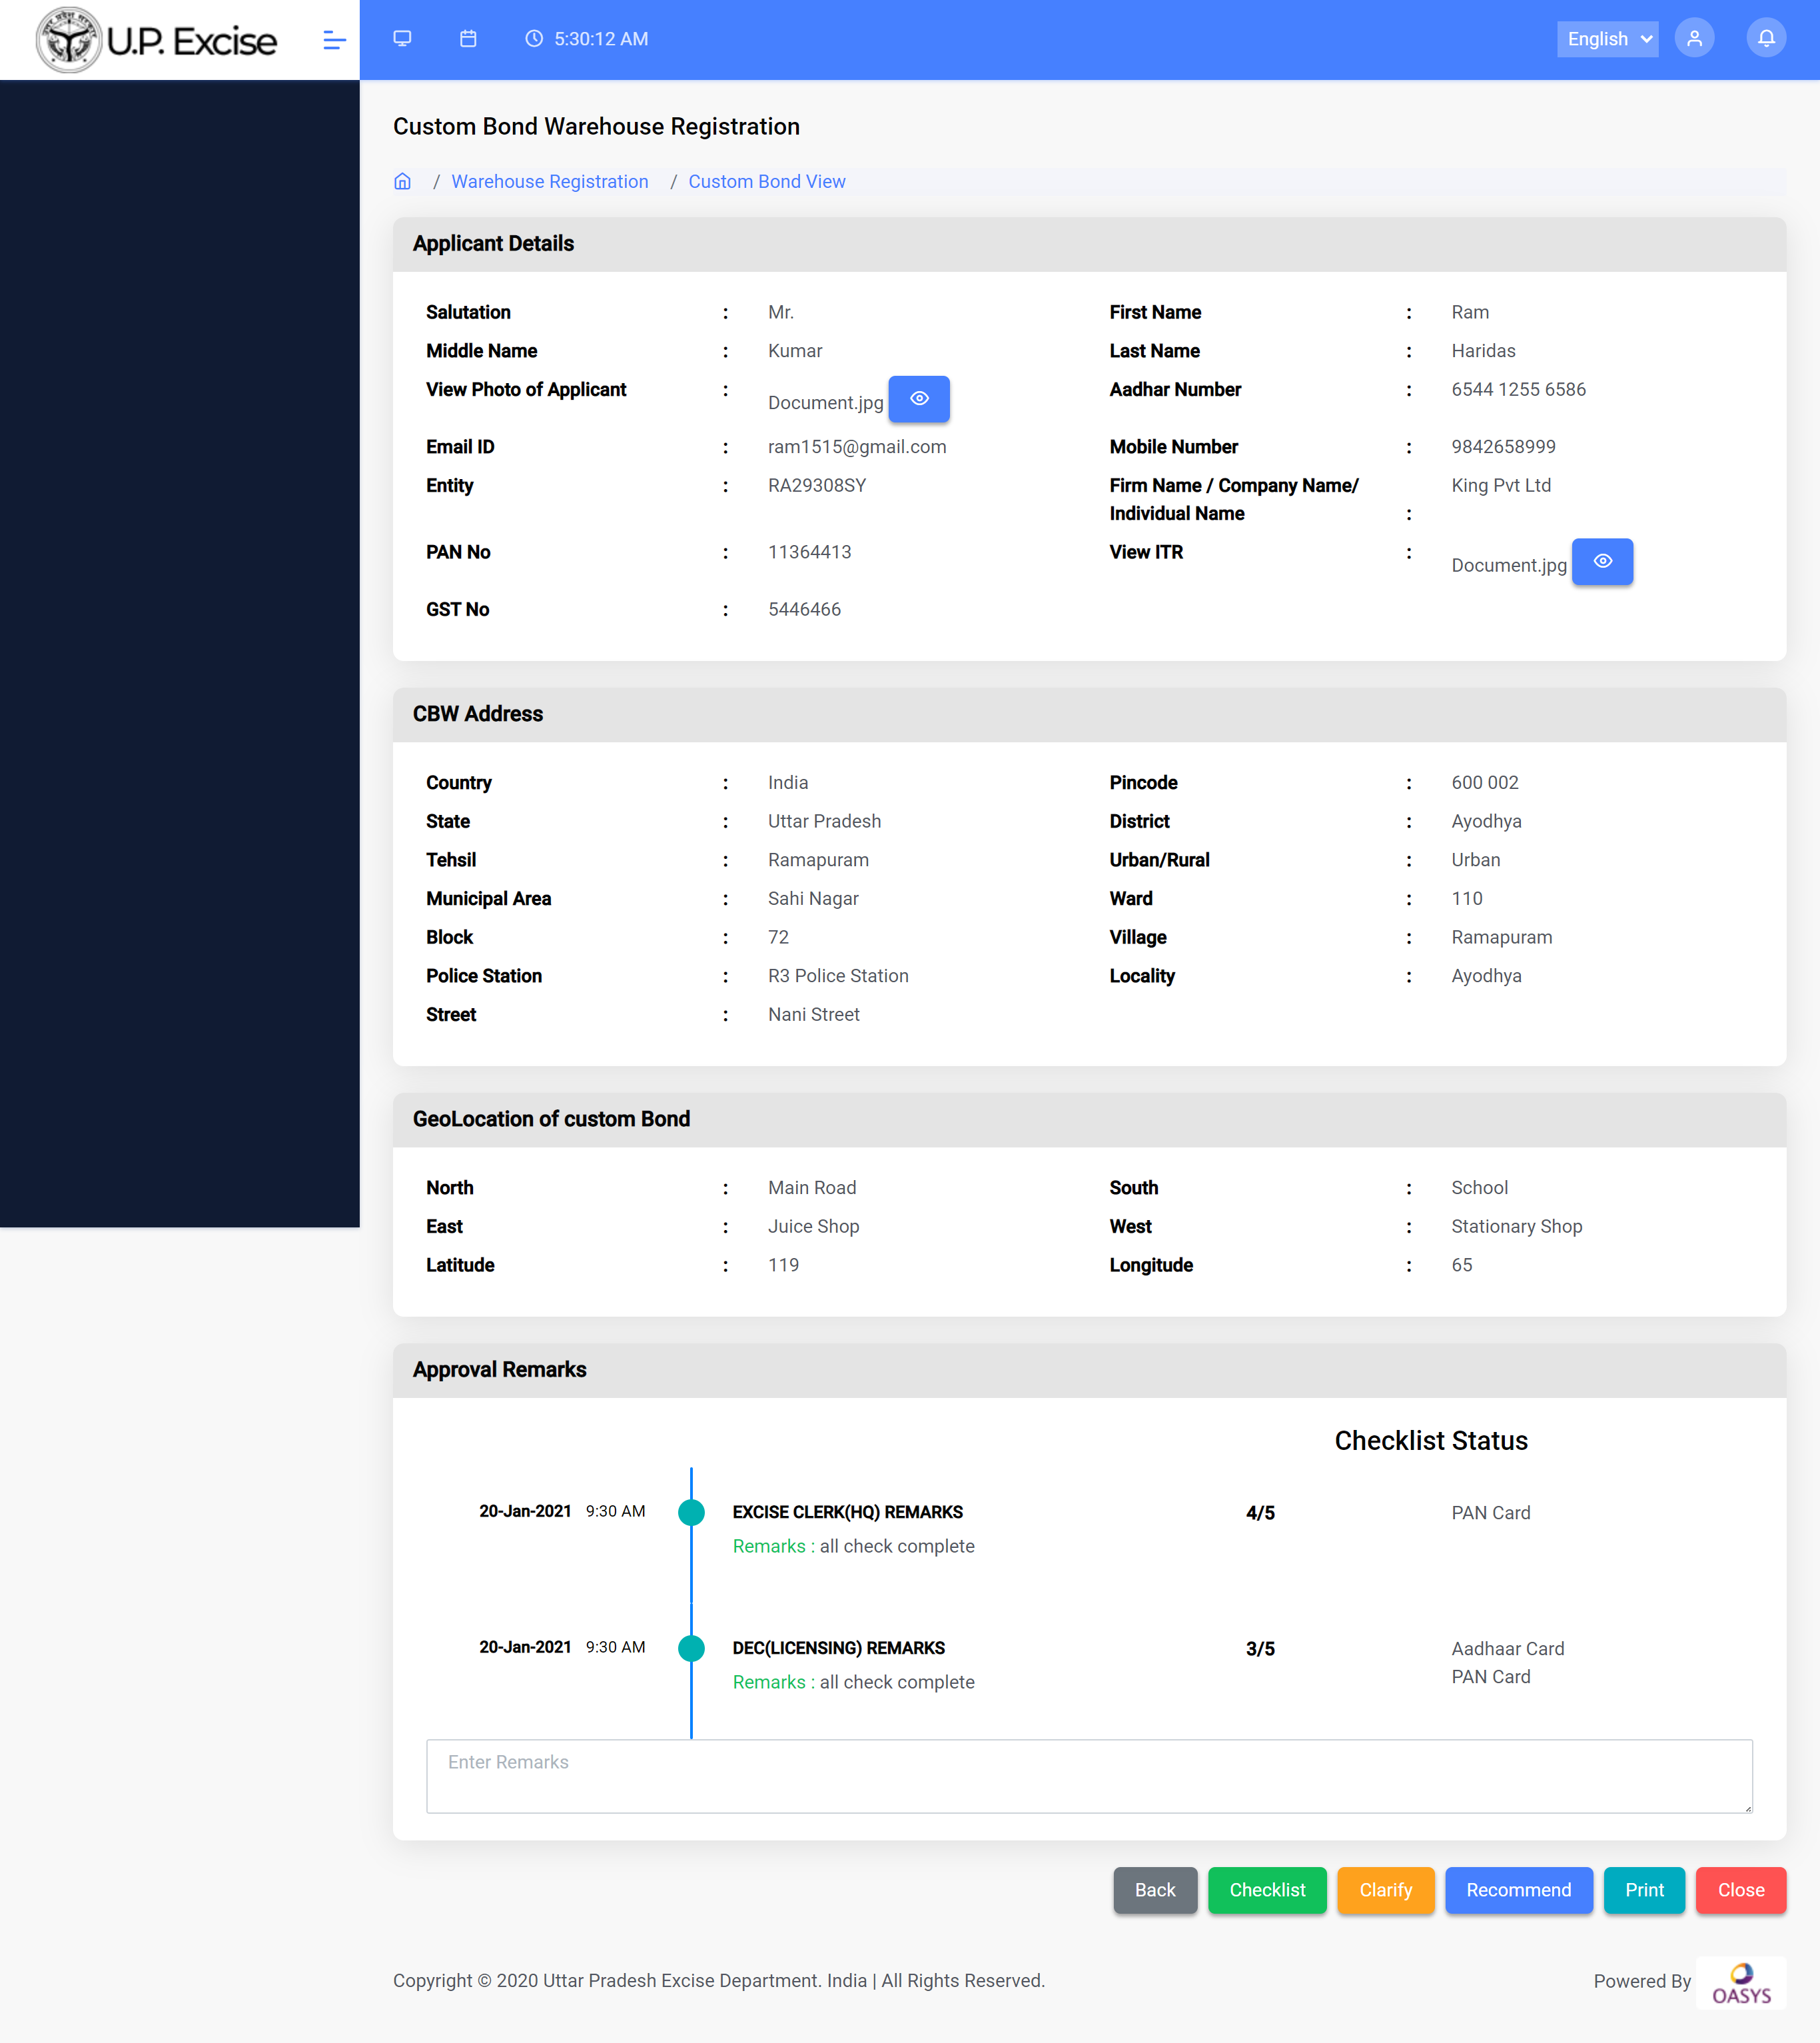 U.P. Excise
5:30:12 AM
English
Custom Bond Warehouse Registration
/ Warehouse Registration / Custom Bond View
Applicant Details
Salutation : Mr. First Name : Ram
Middle Name : Kumar Last Name : Haridas
View Photo of Applicant : Document.jpg Aadhar Number : 6544 1255 6586
Email ID : ram1515@gmail.com Mobile Number : 9842658999
Entity : RA29308SY Firm Name / Company Name/ King Pvt Ltd
Individual Name :
PAN No : 11364413 View ITR : Document.jpg
GST No : 5446466
CBW Address
Country : India Pincode : 600 002
State : Uttar Pradesh District : Ayodhya
Tehsil : Ramapuram Urban/Rural : Urban
Municipal Area : Sahi Nagar Ward : 110
Block : 72 Village : Ramapuram
Police Station : R3 Police Station Locality : Ayodhya
Street : Nani Street
GeoLocation of custom Bond
North : Main Road South : School
East : Juice Shop West : Stationary Shop
Latitude : 119 Longitude : 65
Approval Remarks
Checklist Status
20-Jan-2021 9:30 AM EXCISE CLERK(HQ) REMARKS 4/5 PAN Card
Remarks : all check complete
20-Jan-2021 9:30 AM DEC(LICENSING) REMARKS 3/5 Aadhaar Card
Remarks : all check complete PAN Card
Enter Remarks
Back Checklist Clarify Recommend Print Close
Copyright © 2020 Uttar Pradesh Excise Department. India | All Rights Reserved. Powered By OASYS